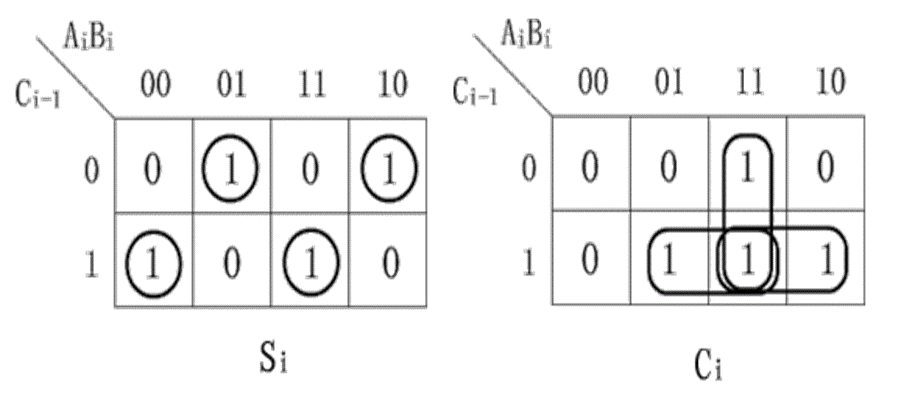 AiBi
Ci-1
00 01 11 10
0 0 1 0 1
1 1 0 1 0
Si
AiBi
Ci-1
00 01 11 10
0 0 0 1 0
1 0 1 1 1
Ci